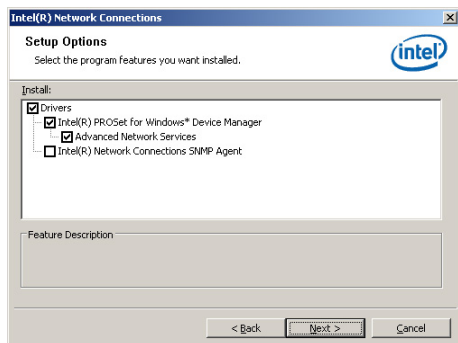 Intel(R) Network Connections
Setup Options
Select the program features you want installed.
intel
Install:
Drivers
Intel(R) PROSet for Windows* Device Manager
Advanced Network Services
Intel(R) Network Connections SNMP Agent
Feature Description
< Back
Next >
Cancel